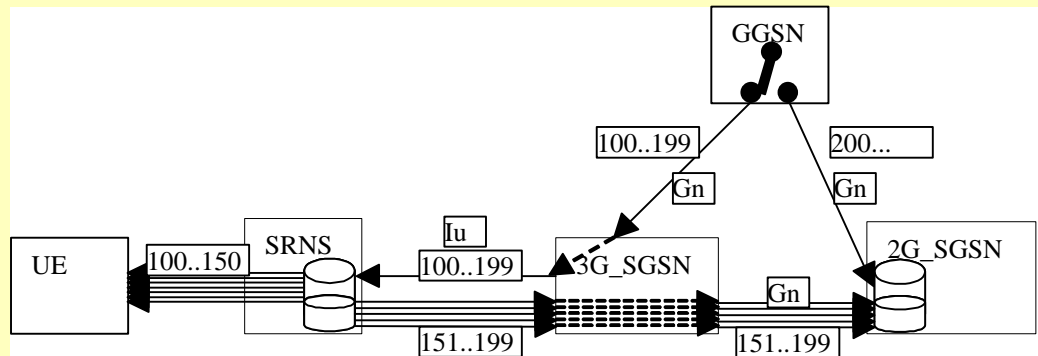 GGSN
100..199
200...
Gn
Gn
Iu
SRNS
3G_SGSN
2G_SGSN
UE
100..150
100..199
Gn
151..199
151..199